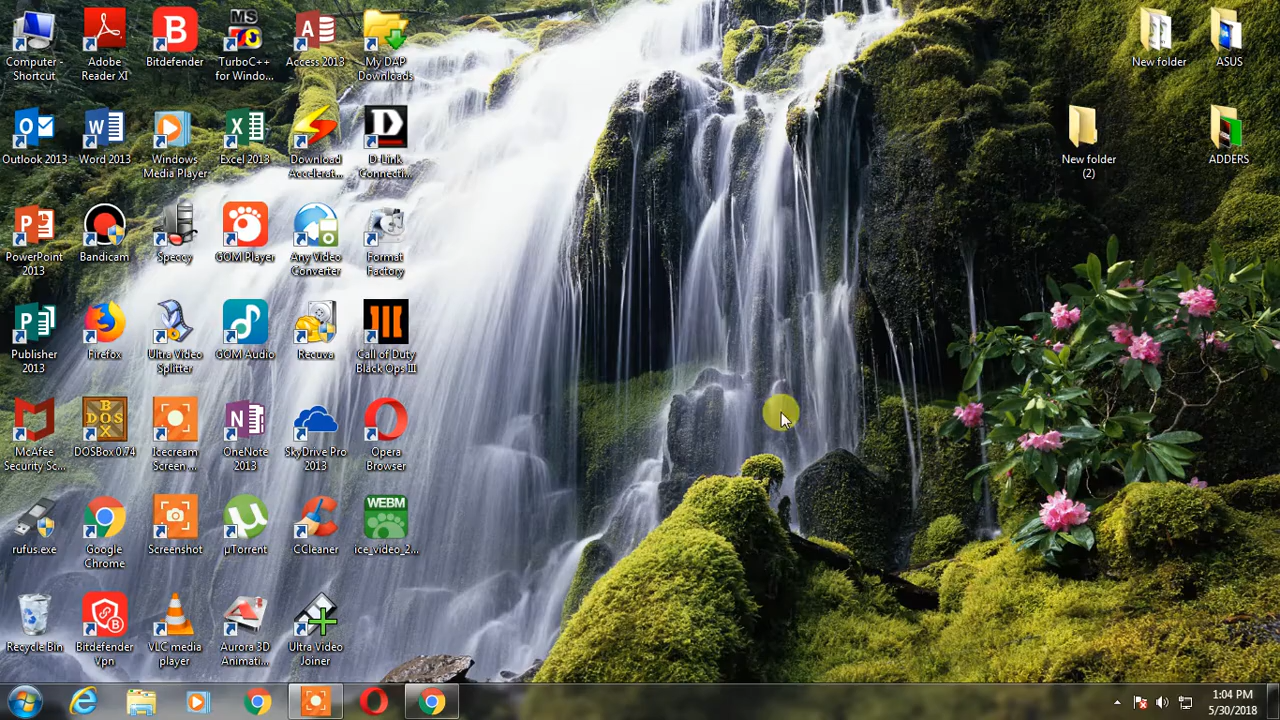 Computer -
Shortcut
Adobe
Reader XI
Bitdefender
MS
TurboC++
for Windo...
Access 2013
My DAP
Downloads
New folder
ASUS
Outlook 2013
Word 2013
Windows
Media Player
Excel 2013
Download
Accelerat...
D-Link
Connecti...
New folder
(2)
ADDERS
PowerPoint
2013
Bandicam
Speccy
GOM Player
Any Video
Converter
Format
Factory
Publisher
2013
Firefox
Ultra Video
Splitter
GOM Audio
Recuva
Call of Duty
Black Ops III
McAfee
Security Sc...
DOSBox 0.74
Icecream
Screen ...
OneNote
2013
SkyDrive Pro
2013
Opera
Browser
rufus.exe
Google
Chrome
Screenshot
µTorrent
CCleaner
WEBM
ice_video_2...
Recycle Bin
Bitdefender
Vpn
VLC media
player
Aurora 3D
Animati...
Ultra Video
Joiner
1:04 PM
5/30/2018